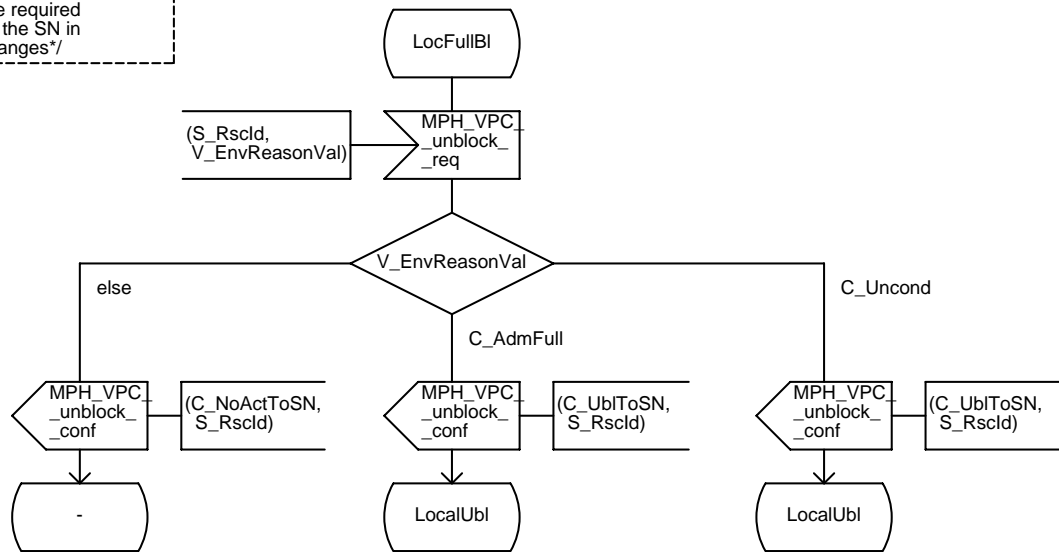 e required
the SN in
anges*/
LocFullBl
(S_RscId,
V_EnvReasonVal)
MPH_VPC_
_unblock_
_req
V_EnvReasonVal
else
C_AdmFull
C_Uncond
MPH_VPC_
_unblock_
_conf
(C_NoActToSN,
S_RscId)
MPH_VPC_
_unblock_
_conf
(C_UblToSN,
S_RscId)
MPH_VPC_
_unblock_
_conf
(C_UblToSN,
S_RscId)
-
LocalUbl
LocalUbl